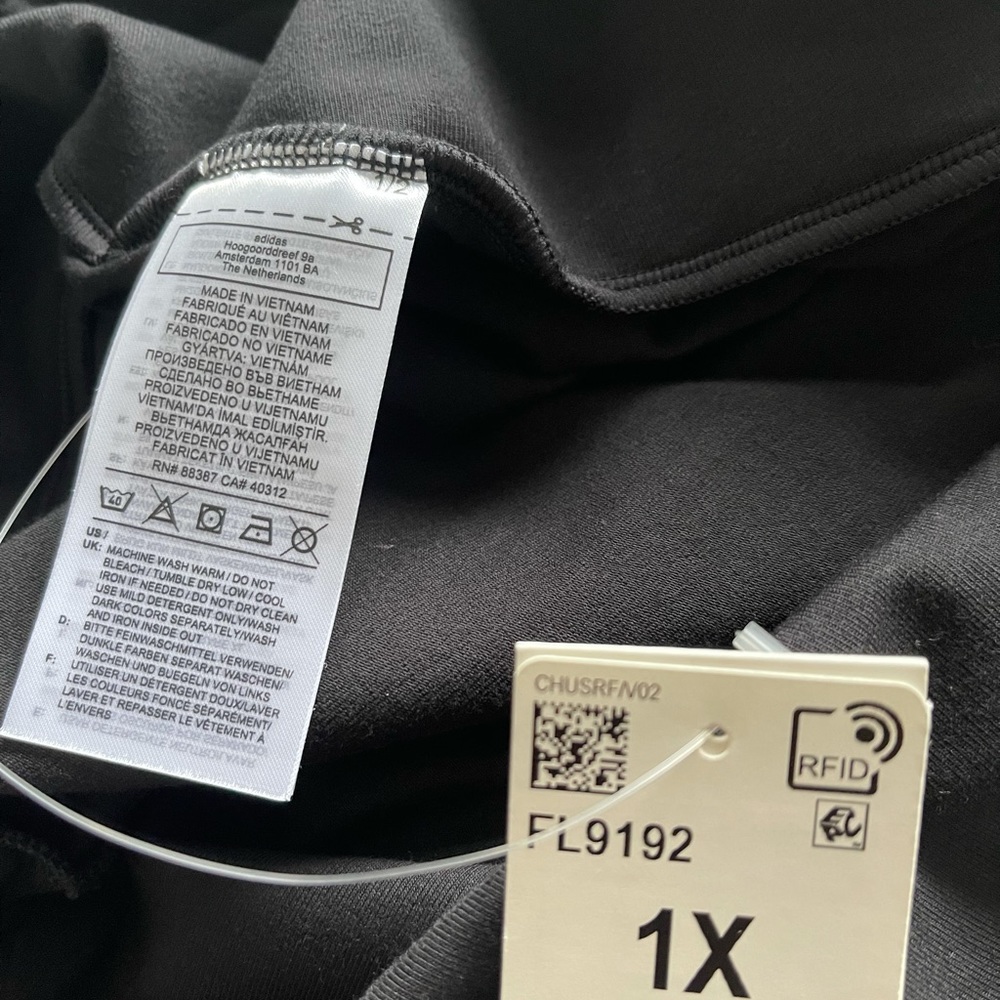 1/2
adidas
Hoogoorddreef 9a
Amsterdam 1101 BA
The Netherlands
MADE IN VIETNAM
FABRIQUÉ AU VIÊTNAM
FABRICADO EN VIETNAM
FABRICADO NO VIETNAME
GYÁRTVA: VIETNÁM
ПРОИЗВЕДЕНО ВЪВ ВИЕТНАМ
СДЕЛАНО ВО ВЬЕТНАМЕ
PROIZVEDENO U VIJETNAMU
VİETNAM'DA İMAL EDİLMİŞTİR.
ВЬЕТНАМДА ЖАСАЛҒАН
PROIZVEDENO U VIJETNAMU
FABRICAT ÎN VIETNAM
RN# 88387 CA# 40312
40
US/
UK: MACHINE WASH WARM / DO NOT
BLEACH / TUMBLE DRY LOW / COOL
IRON IF NEEDED / DO NOT DRY CLEAN
USE MILD DETERGENT ONLY/WASH
DARK COLORS SEPARATELY/WASH
AND IRON INSIDE OUT
D: BITTE FEINWASCHMITTEL VERWENDEN/
DUNKLE FARBEN SEPARAT WASCHEN/
WASCHEN UND BUEGELN VON LINKS
F: UTILISER UN DÉTERGENT DOUX/LAVER
LES COULEURS FONCÉ SÉPARÉMENT/
LAVER ET REPASSER LE VÊTEMENT À
L'ENVERS
CHUSRF/V02
RFID
FL9192
1X